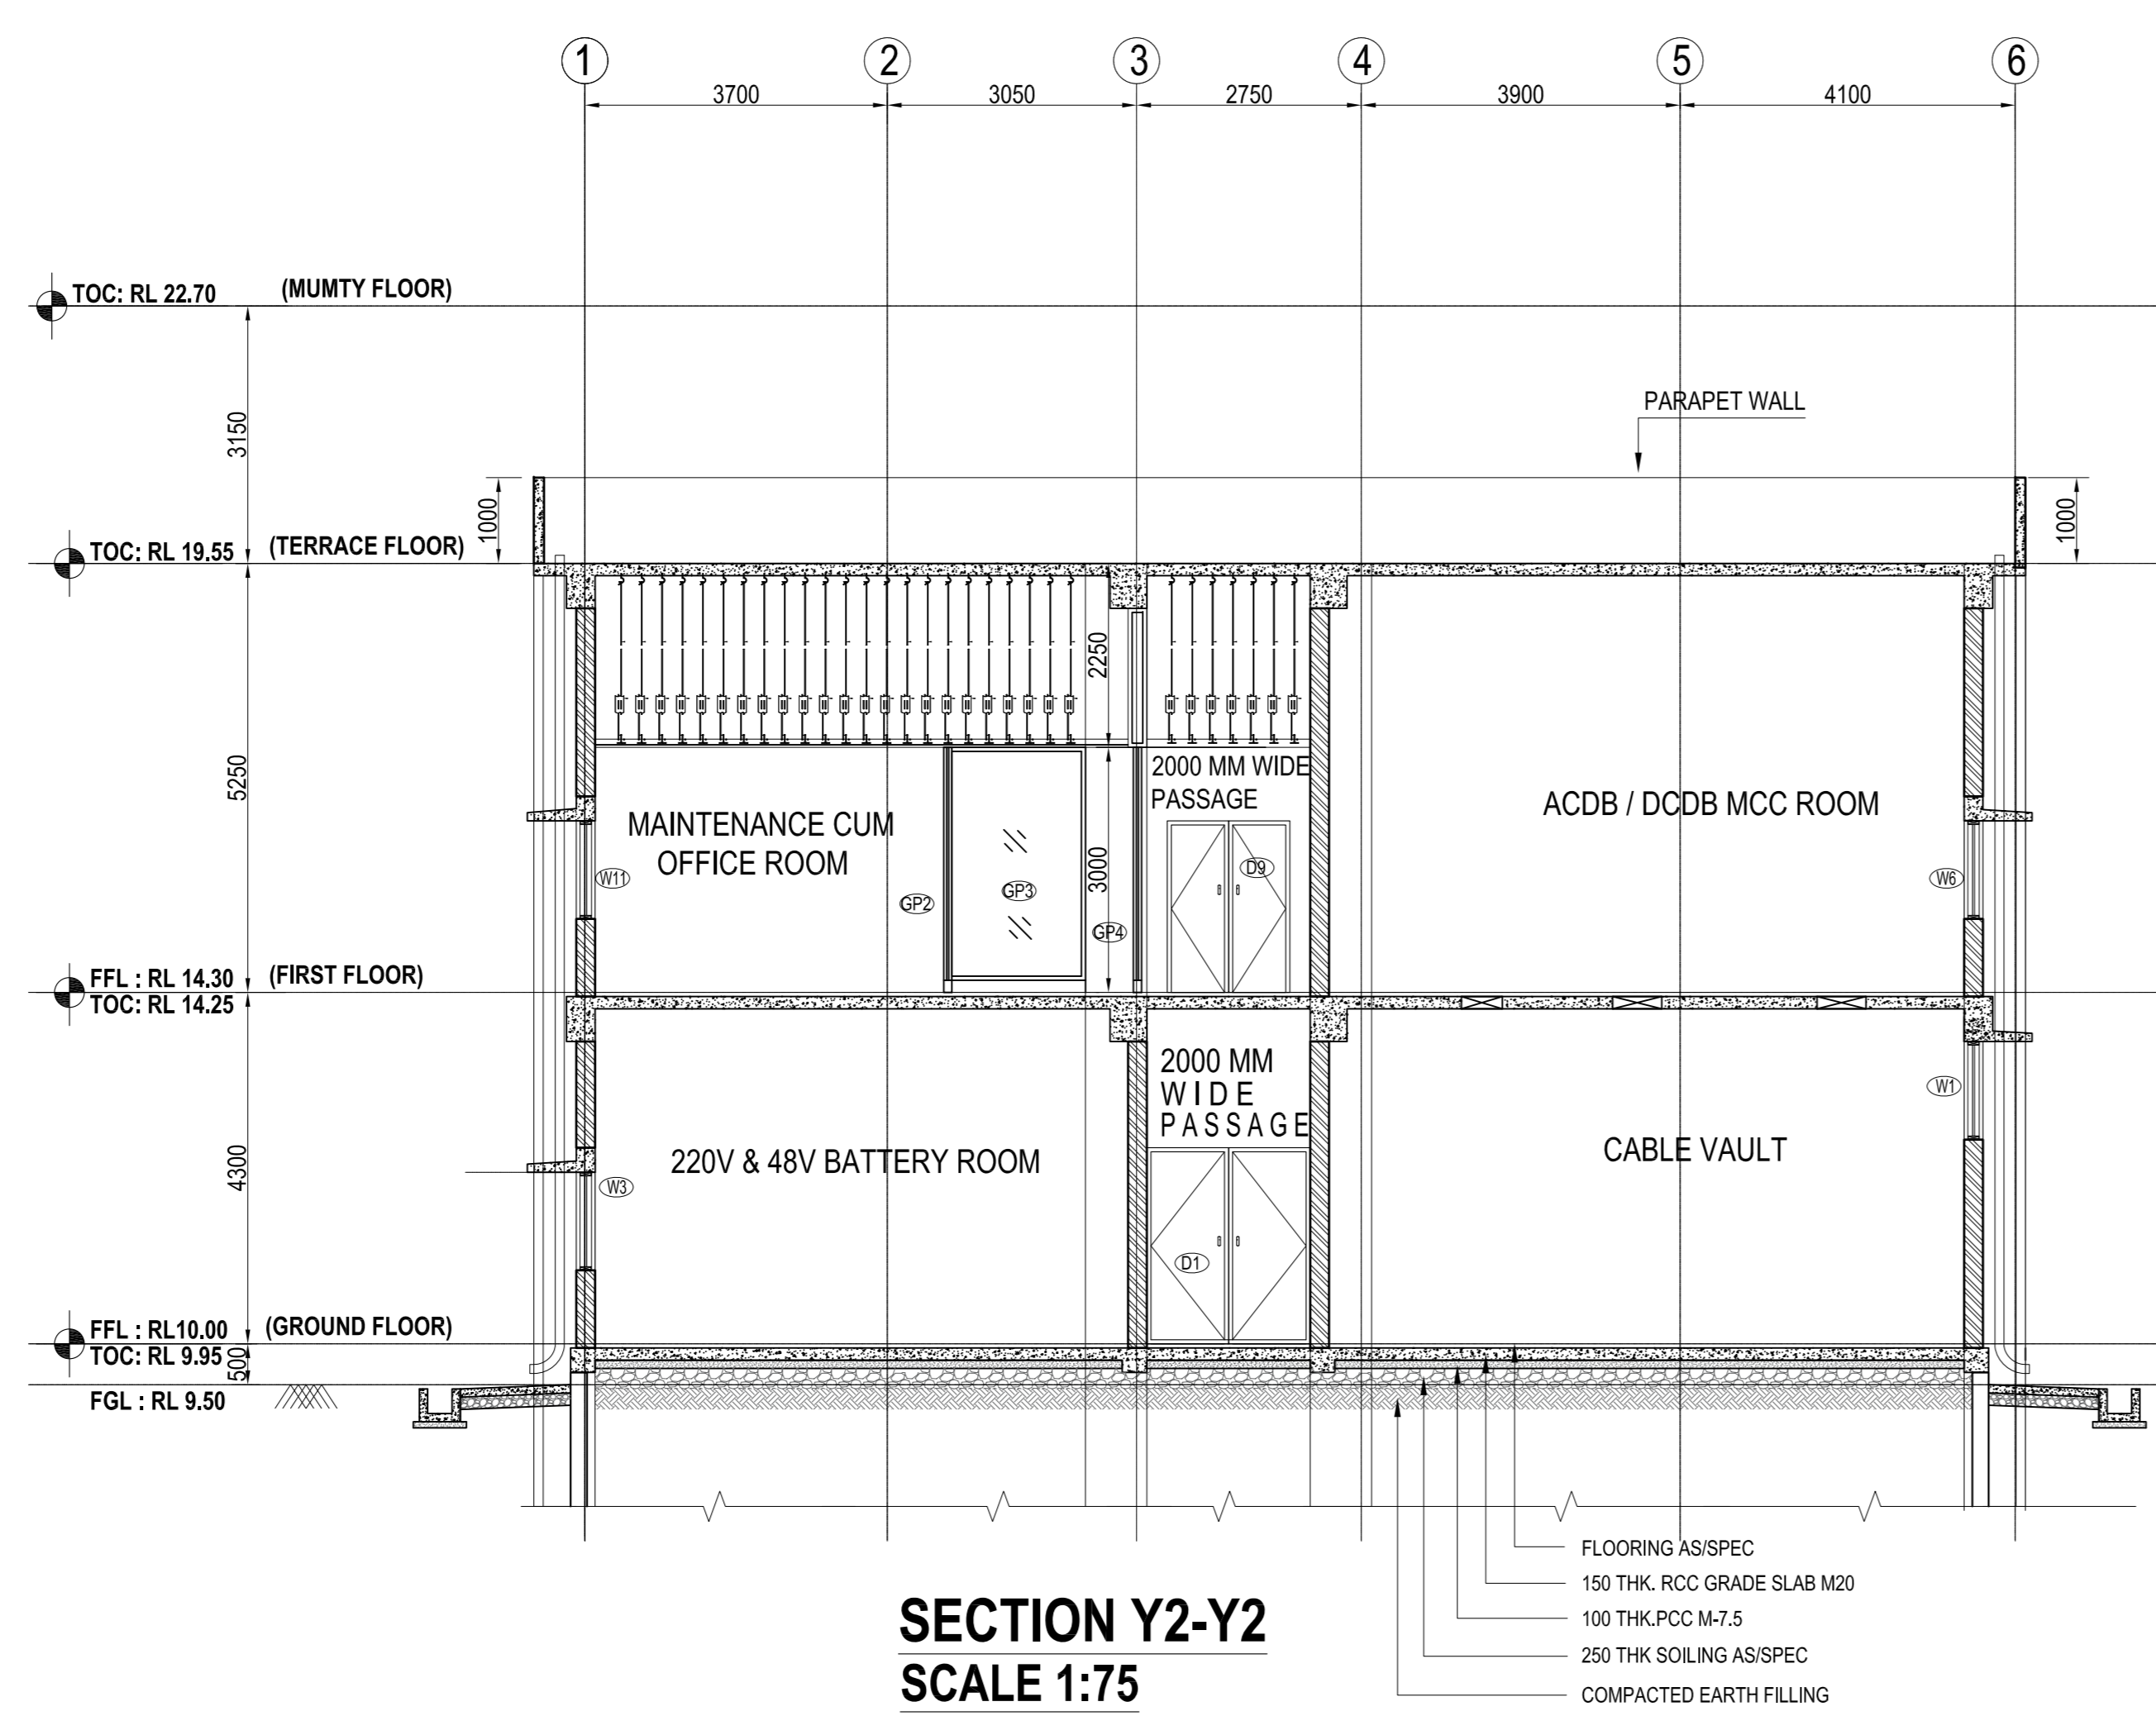 1 2 3 4 5 6
3700 3050 2750 3900 4100
TOC: RL 22.70 (MUMTY FLOOR)
3150
PARAPET WALL
1000
1000
TOC: RL 19.55 (TERRACE FLOOR)
2250
5250
2000 MM WIDE
PASSAGE
MAINTENANCE CUM
OFFICE ROOM
ACDB / DCDB MCC ROOM
3000
W11
GP2
GP3
GP4
D9
W6
FFL : RL 14.30 (FIRST FLOOR)
TOC: RL 14.25
2000 MM
WIDE
PASSAGE
W1
4300
220V & 48V BATTERY ROOM
CABLE VAULT
W3
D1
FFL : RL10.00 (GROUND FLOOR)
TOC: RL 9.95
500
FGL : RL 9.50
FLOORING AS/SPEC
150 THK. RCC GRADE SLAB M20
100 THK.PCC M-7.5
250 THK SOILING AS/SPEC
COMPACTED EARTH FILLING
SECTION Y2-Y2
SCALE 1:75